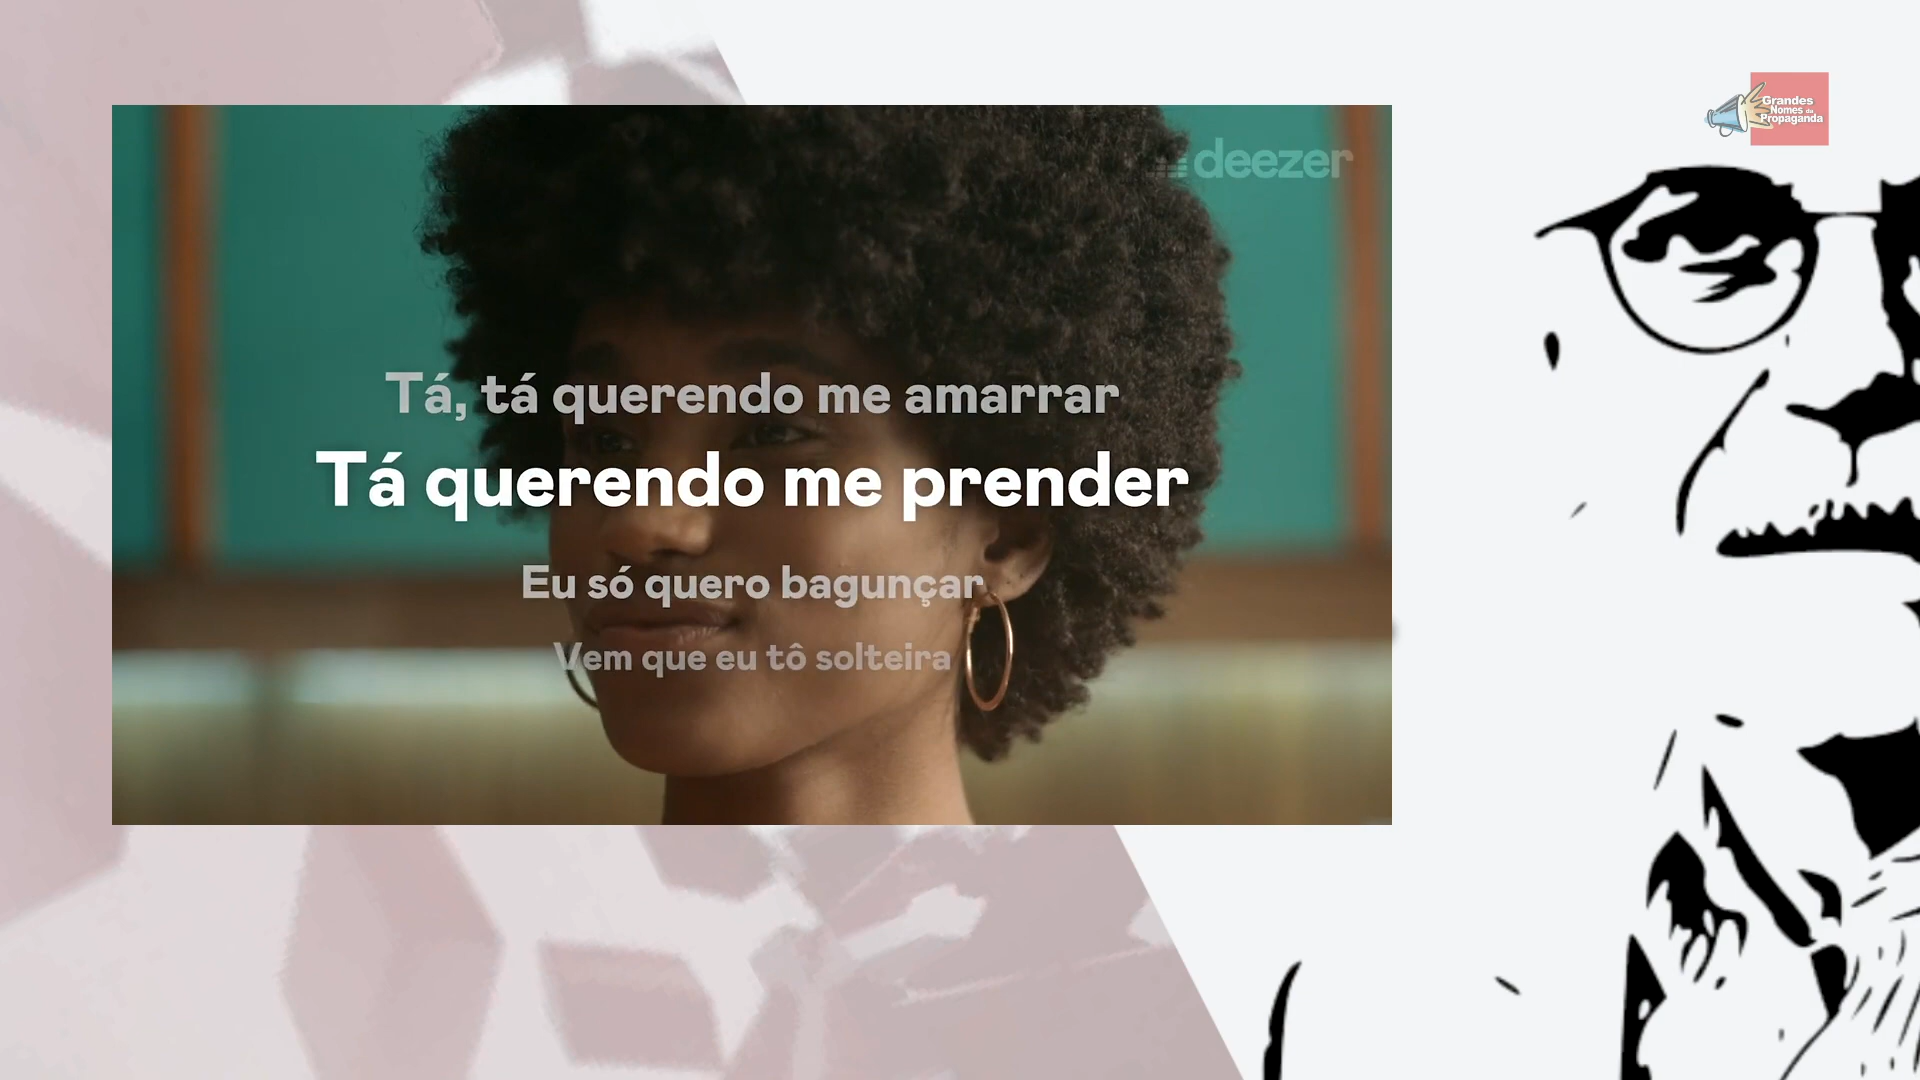 Grandes
Nomes da
Propaganda
deezer
Tá, tá querendo me amarrar
Tá querendo me prender
Eu só quero bagunçar
Vem que eu tô solteira